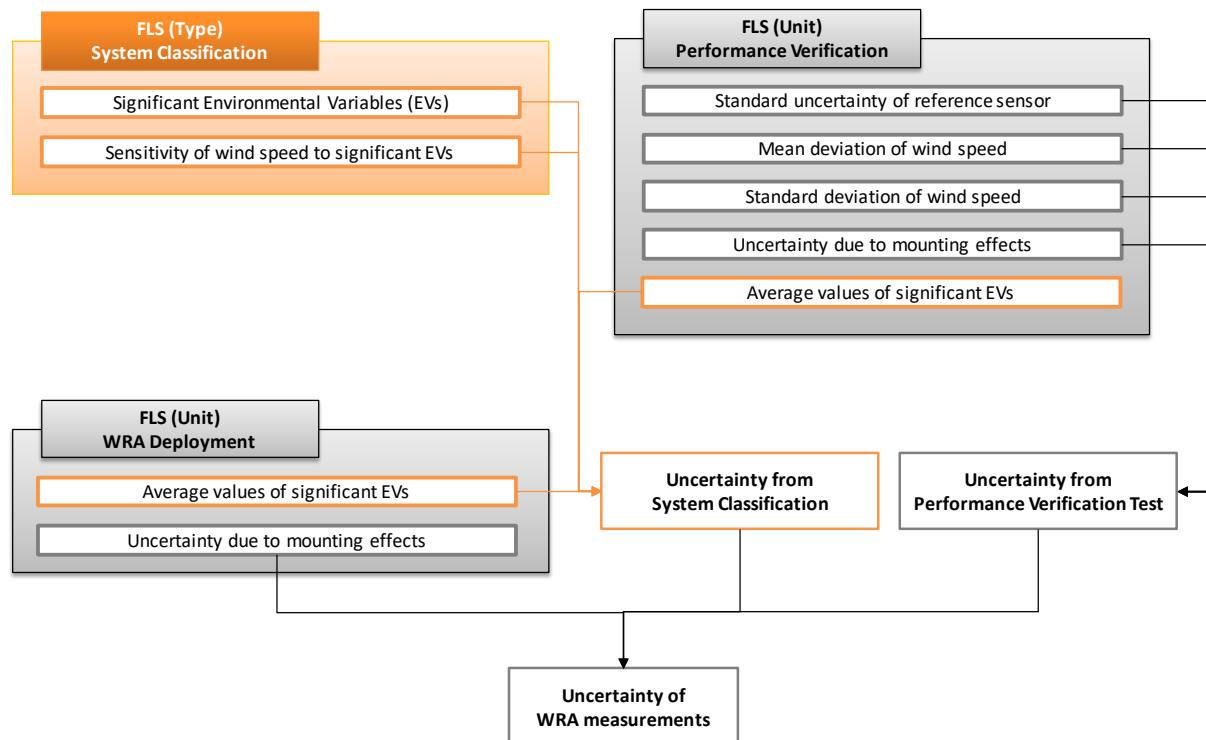 FLS (Type)
System Classification
Significant Environmental Variables (EVs)
Sensitivity of wind speed to significant EVs
FLS (Unit)
Performance Verification
Standard uncertainty of reference sensor
Mean deviation of wind speed
Standard deviation of wind speed
Uncertainty due to mounting effects
Average values of significant EVs
FLS (Unit)
WRA Deployment
Average values of significant EVs
Uncertainty due to mounting effects
Uncertainty from
System Classification
Uncertainty from
Performance Verification Test
Uncertainty of
WRA measurements